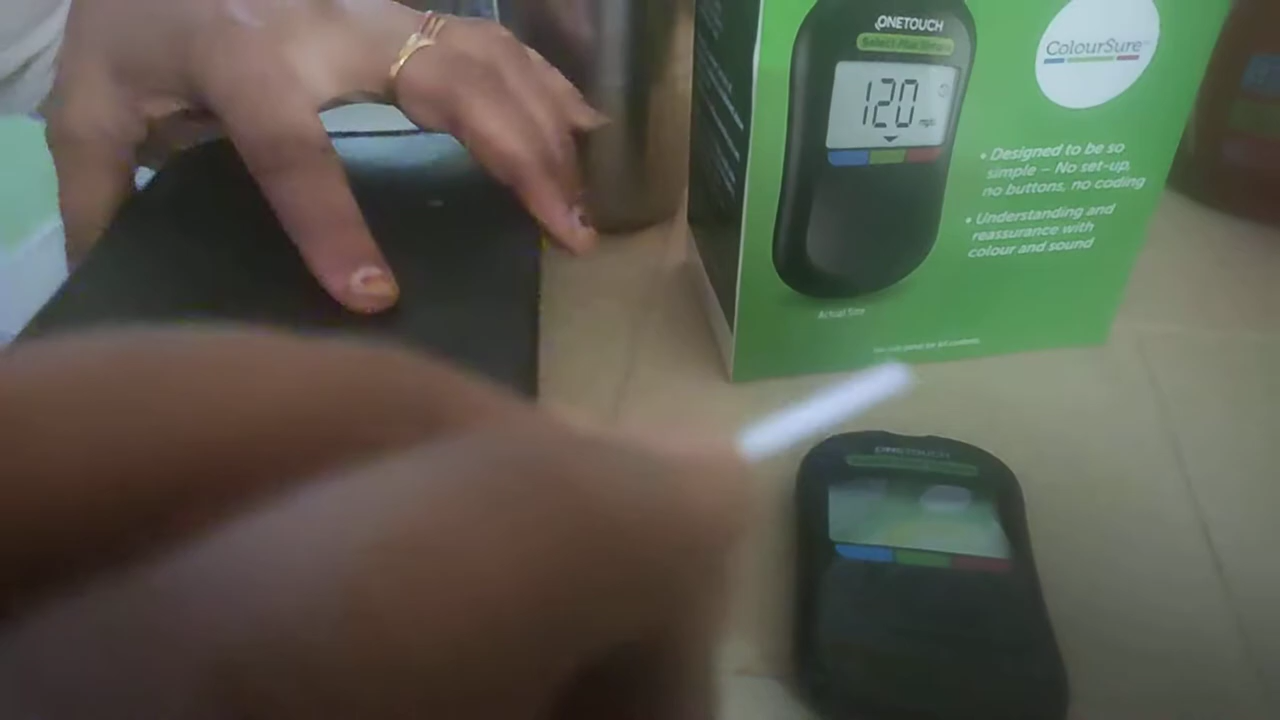 ONETOUCH
Select Plus Simple
120
mg/dL
ColourSure™
• Designed to be so
simple – No set-up,
no buttons, no coding
• Understanding and
reassurance with
colour and sound
Actual Size
ONETOUCH